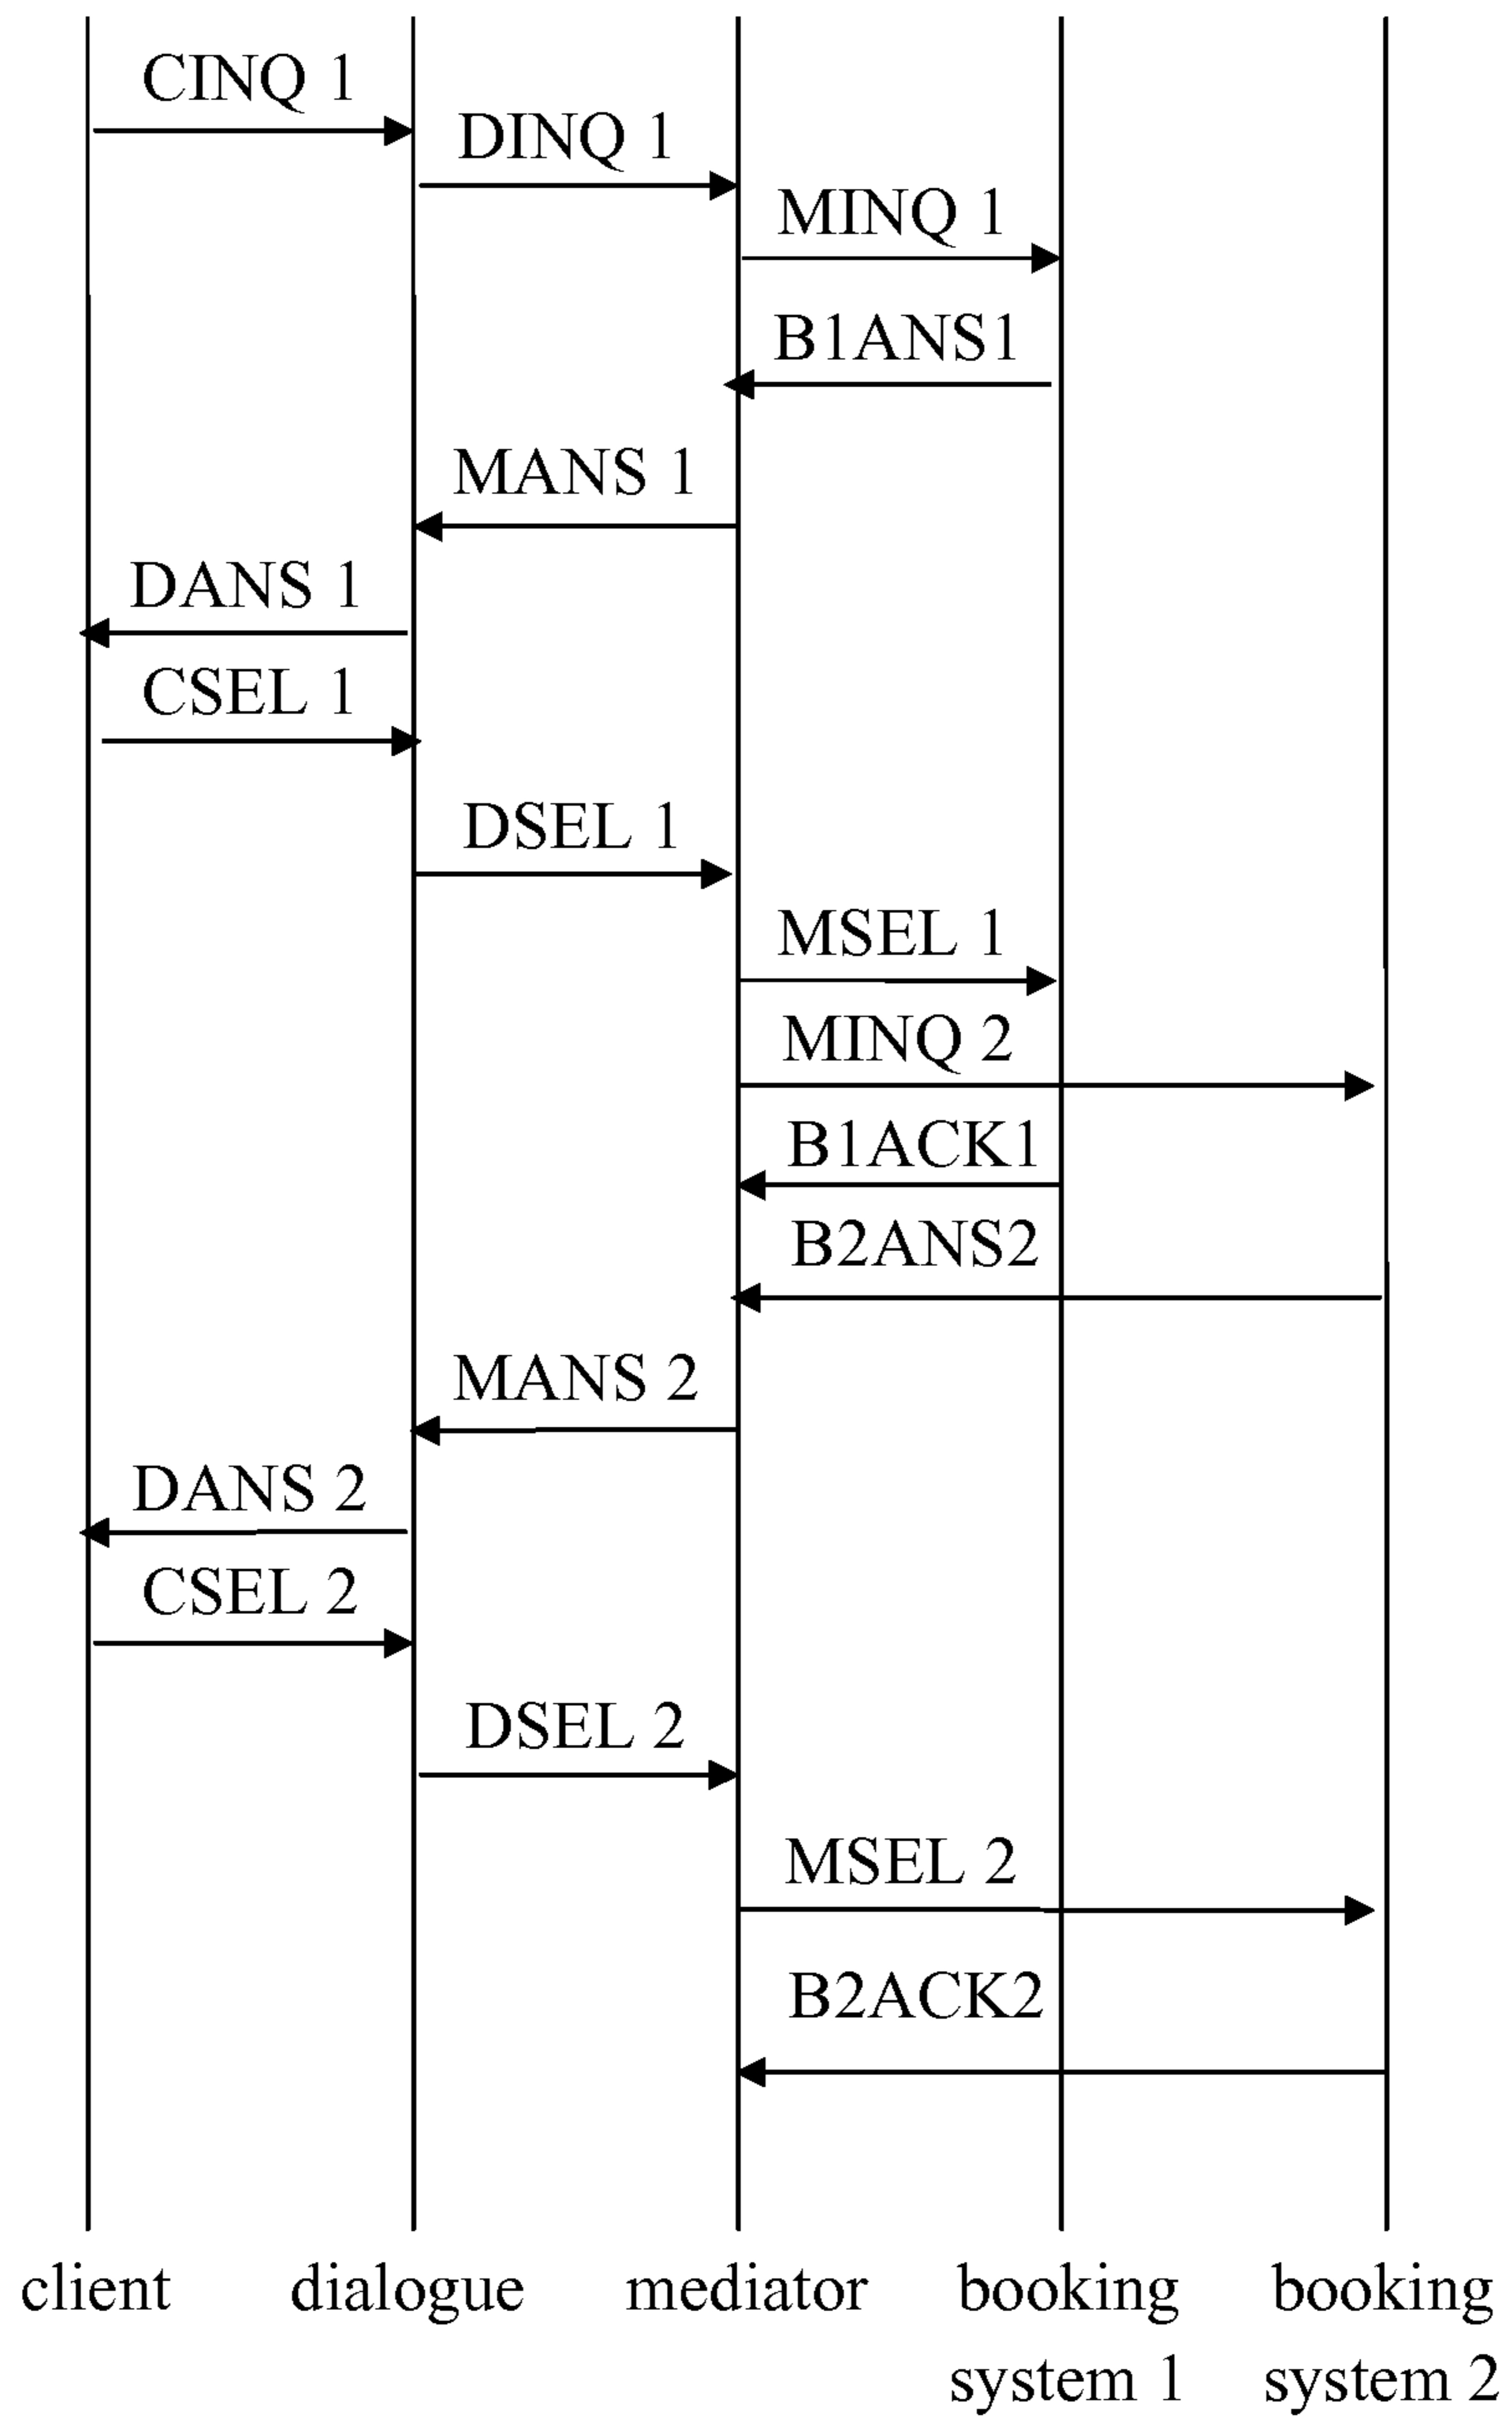 CINQ 1
DINQ 1
MINQ 1
B1ANS1
MANS 1
DANS 1
CSEL 1
DSEL 1
MSEL 1
MINQ 2
B1ACK1
B2ANS2
MANS 2
DANS 2
CSEL 2
DSEL 2
MSEL 2
B2ACK2
client
dialogue
mediator
booking
system 1
booking
system 2